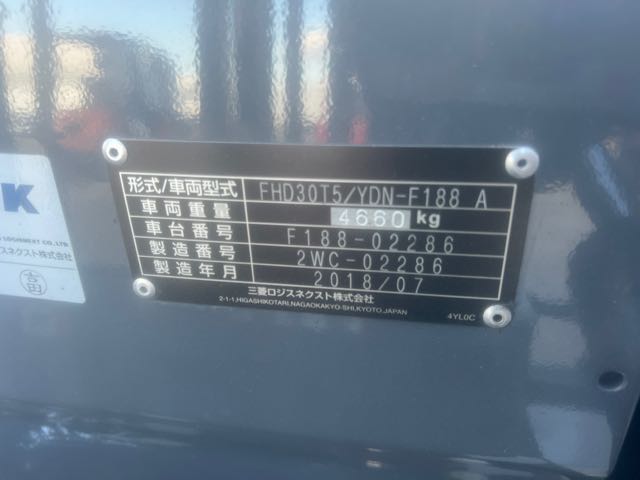 形式/車両型式 FHD30T5/YDN-F188 A
車両重量 4660 kg
車台番号 F188-02286
製造番号 2WC-02286
製造年月 2018/07
三菱ロジスネクスト株式会社
2-1-1,HIGASHIKOTARI,NAGAOKAKYO-SHI,KYOTO,JAPAN
4YL0C
K
CO.,LTD
スネクスト株式会社